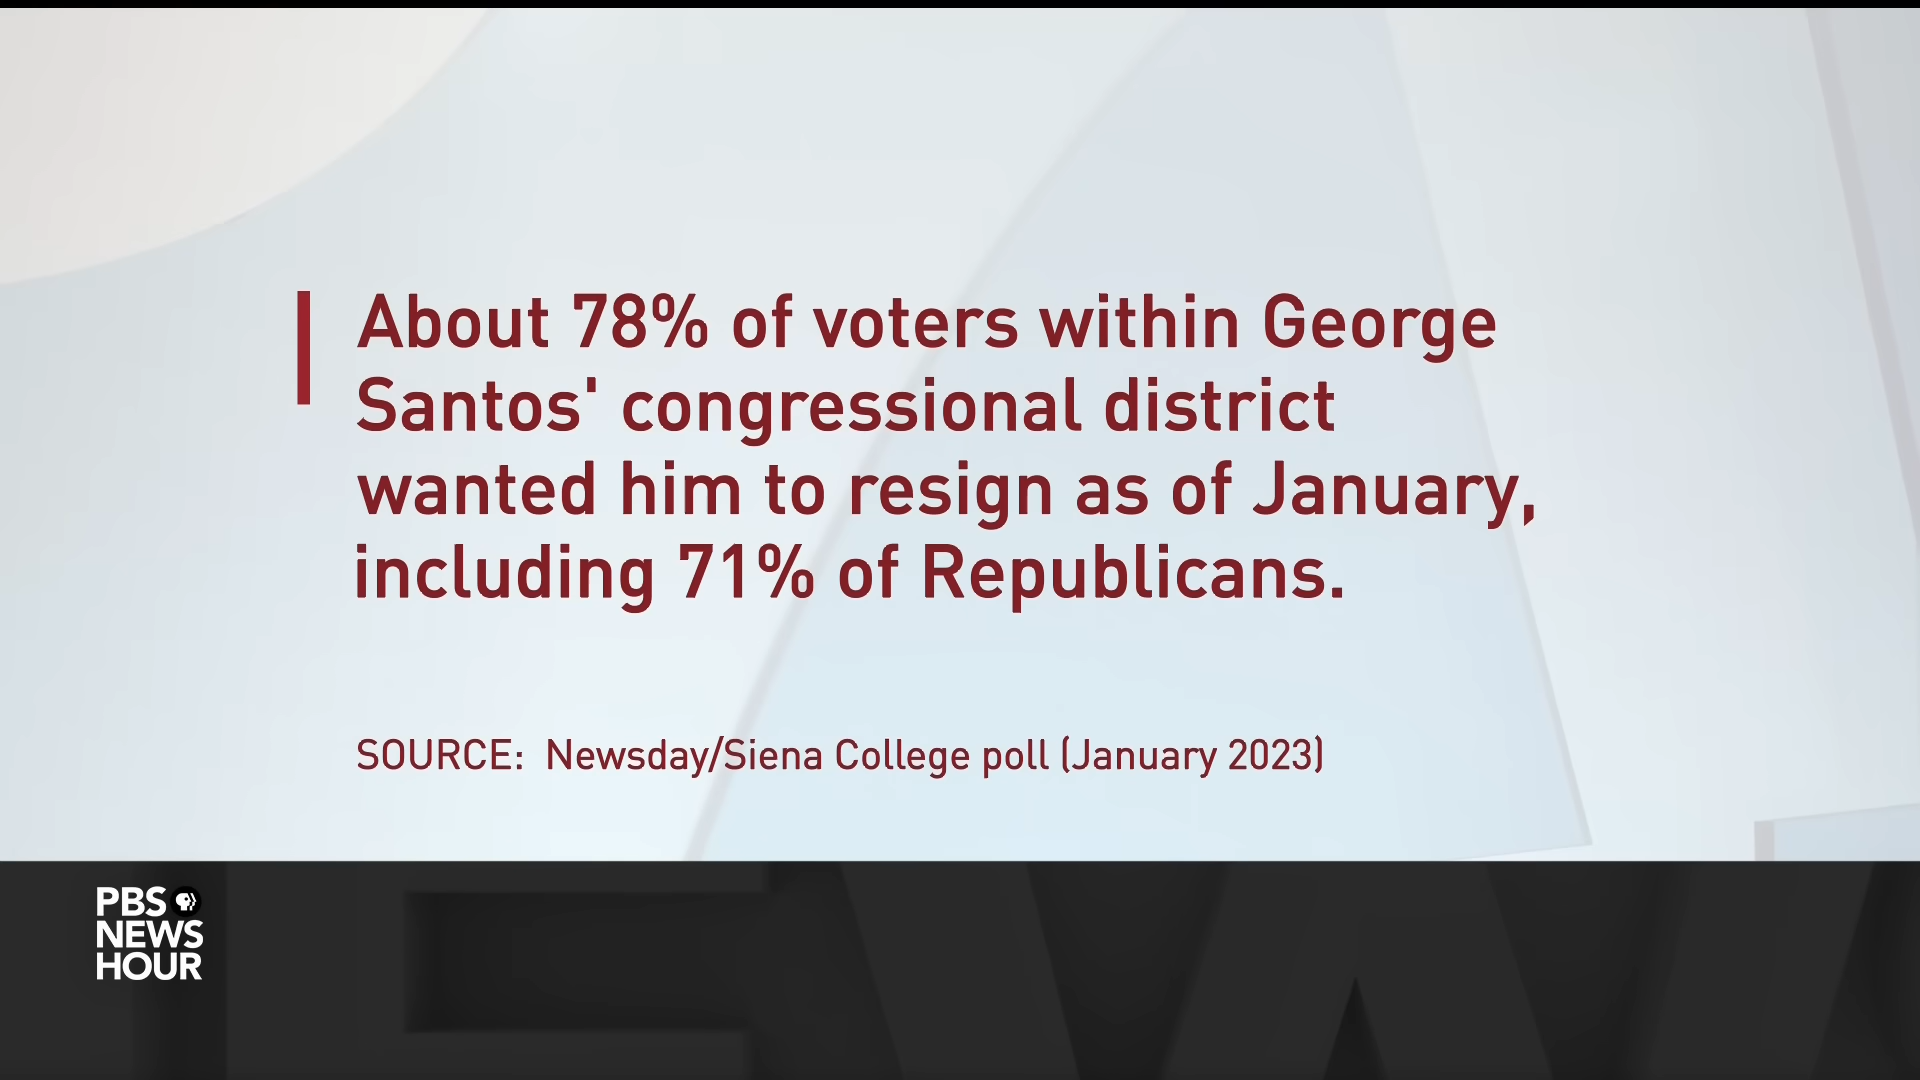 About 78% of voters within George
Santos' congressional district
wanted him to resign as of January,
including 71% of Republicans.
SOURCE: Newsday/Siena College poll (January 2023)
PBS
NEWS
HOUR